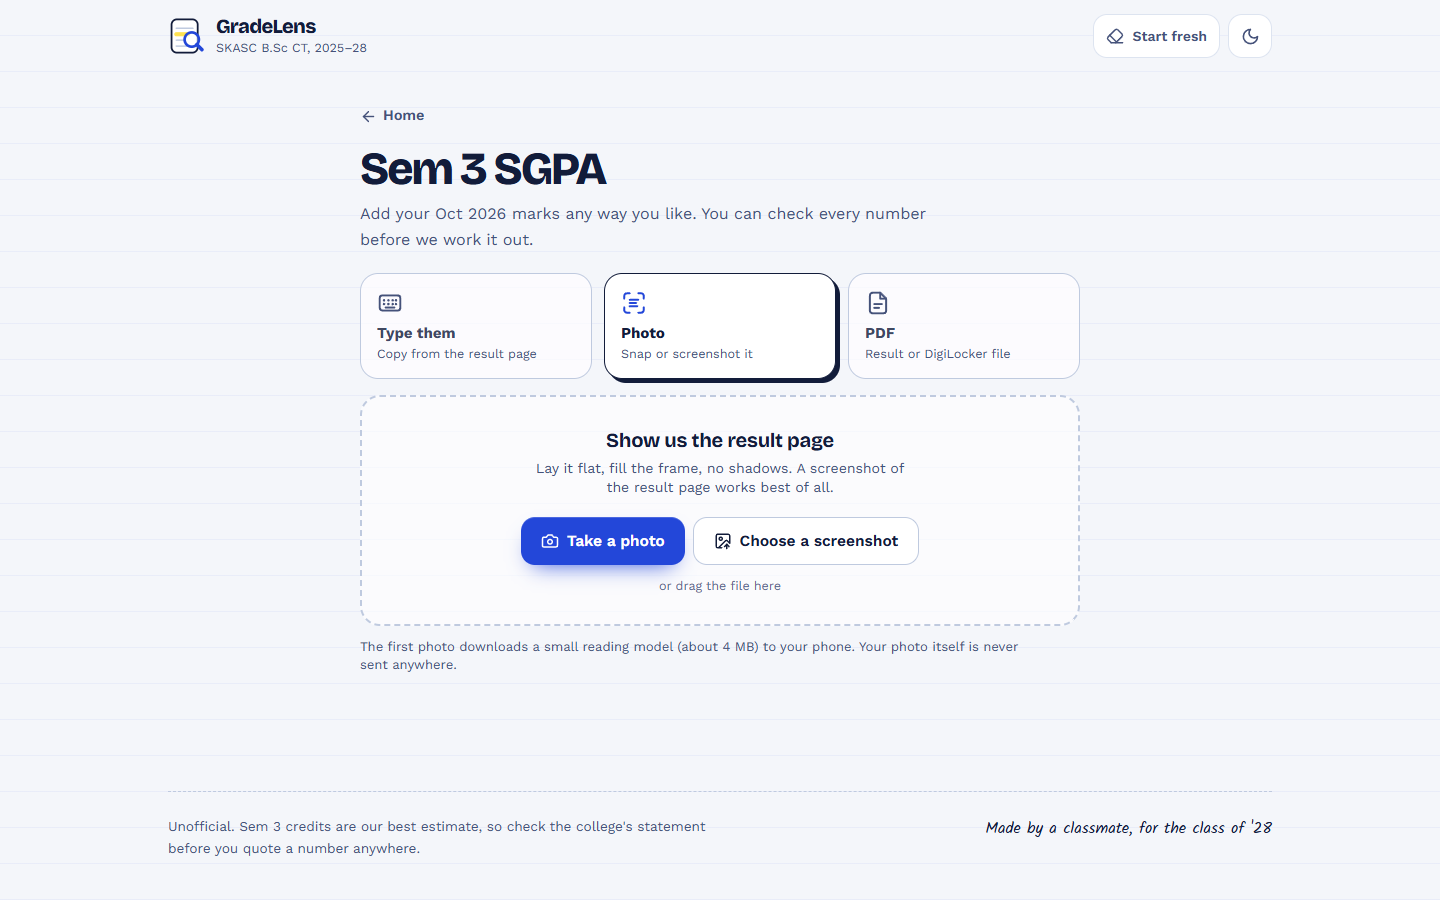 GradeLens
SKASC B.Sc CT, 2025–28
Start fresh
Home
Sem 3 SGPA
Add your Oct 2026 marks any way you like. You can check every number
before we work it out.
Type them
Copy from the result page
Photo
Snap or screenshot it
PDF
Result or DigiLocker file
Show us the result page
Lay it flat, fill the frame, no shadows. A screenshot of
the result page works best of all.
Take a photo
Choose a screenshot
or drag the file here
The first photo downloads a small reading model (about 4 MB) to your phone. Your photo itself is never
sent anywhere.
Unofficial. Sem 3 credits are our best estimate, so check the college's statement
before you quote a number anywhere.
Made by a classmate, for the class of '28